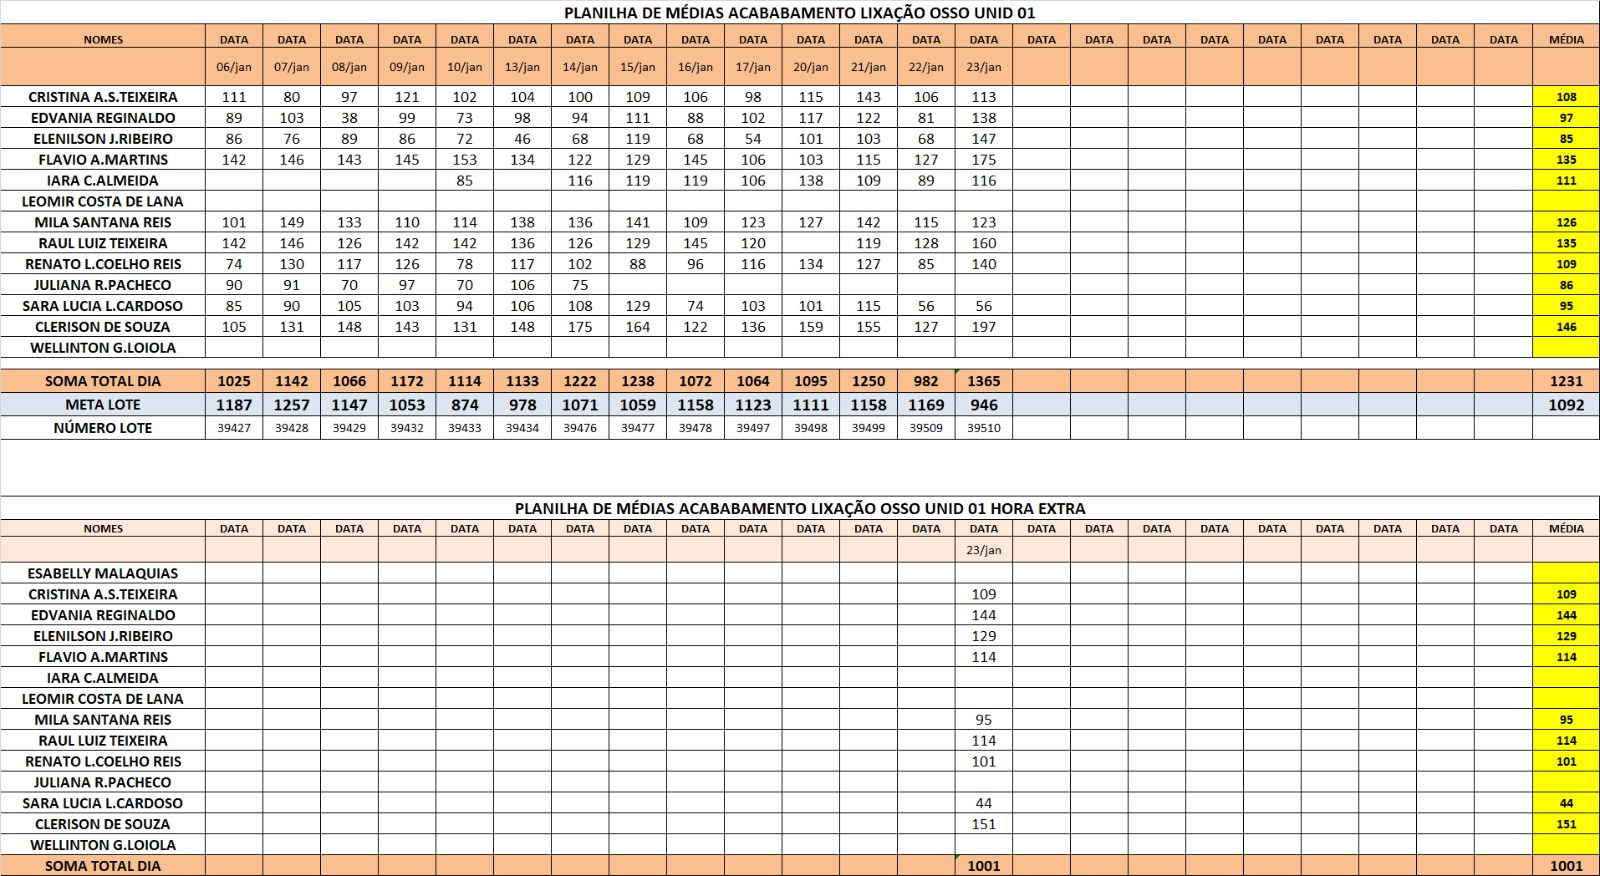 PLANILHA DE MÉDIAS ACABABAMENTO LIXAÇÃO OSSO UNID 01
NOMES DATA DATA DATA DATA DATA DATA DATA DATA DATA DATA DATA DATA DATA DATA DATA DATA DATA DATA DATA DATA DATA DATA DATA MÉDIA
06/jan 07/jan 08/jan 09/jan 10/jan 13/jan 14/jan 15/jan 16/jan 17/jan 20/jan 21/jan 22/jan 23/jan
CRISTINA A.S.TEIXEIRA 111 80 97 121 102 104 100 109 106 98 115 143 106 113 108
EDVANIA REGINALDO 89 103 38 99 73 98 94 111 88 102 117 122 81 138 97
ELENILSON J.RIBEIRO 86 76 89 86 72 46 68 119 68 54 101 103 68 147 85
FLAVIO A.MARTINS 142 146 143 145 153 134 122 129 145 106 103 115 127 175 135
IARA C.ALMEIDA 85 116 119 119 106 138 109 89 116 111
LEOMIR COSTA DE LANA
MILA SANTANA REIS 101 149 133 110 114 138 136 141 109 123 127 142 115 123 126
RAUL LUIZ TEIXEIRA 142 146 126 142 142 136 126 129 145 120 119 128 160 135
RENATO L.COELHO REIS 74 130 117 126 78 117 102 88 96 116 134 127 85 140 109
JULIANA R.PACHECO 90 91 70 97 70 106 75 86
SARA LUCIA L.CARDOSO 85 90 105 103 94 106 108 129 74 103 101 115 56 56 95
CLERISON DE SOUZA 105 131 148 143 131 148 175 164 122 136 159 155 127 197 146
WELLINTON G.LOIOLA
SOMA TOTAL DIA 1025 1142 1066 1172 1114 1133 1222 1238 1072 1064 1095 1250 982 1365 1231
META LOTE 1187 1257 1147 1053 874 978 1071 1059 1158 1123 1111 1158 1169 946 1092
NÚMERO LOTE 39427 39428 39429 39432 39433 39434 39476 39477 39478 39497 39498 39499 39509 39510
PLANILHA DE MÉDIAS ACABABAMENTO LIXAÇÃO OSSO UNID 01 HORA EXTRA
NOMES DATA DATA DATA DATA DATA DATA DATA DATA DATA DATA DATA DATA DATA DATA DATA DATA DATA DATA DATA DATA DATA DATA DATA MÉDIA
23/jan
ESABELLY MALAQUIAS
CRISTINA A.S.TEIXEIRA 109 109
EDVANIA REGINALDO 144 144
ELENILSON J.RIBEIRO 129 129
FLAVIO A.MARTINS 114 114
IARA C.ALMEIDA
LEOMIR COSTA DE LANA
MILA SANTANA REIS 95 95
RAUL LUIZ TEIXEIRA 114 114
RENATO L.COELHO REIS 101 101
JULIANA R.PACHECO
SARA LUCIA L.CARDOSO 44 44
CLERISON DE SOUZA 151 151
WELLINTON G.LOIOLA
SOMA TOTAL DIA 1001 1001